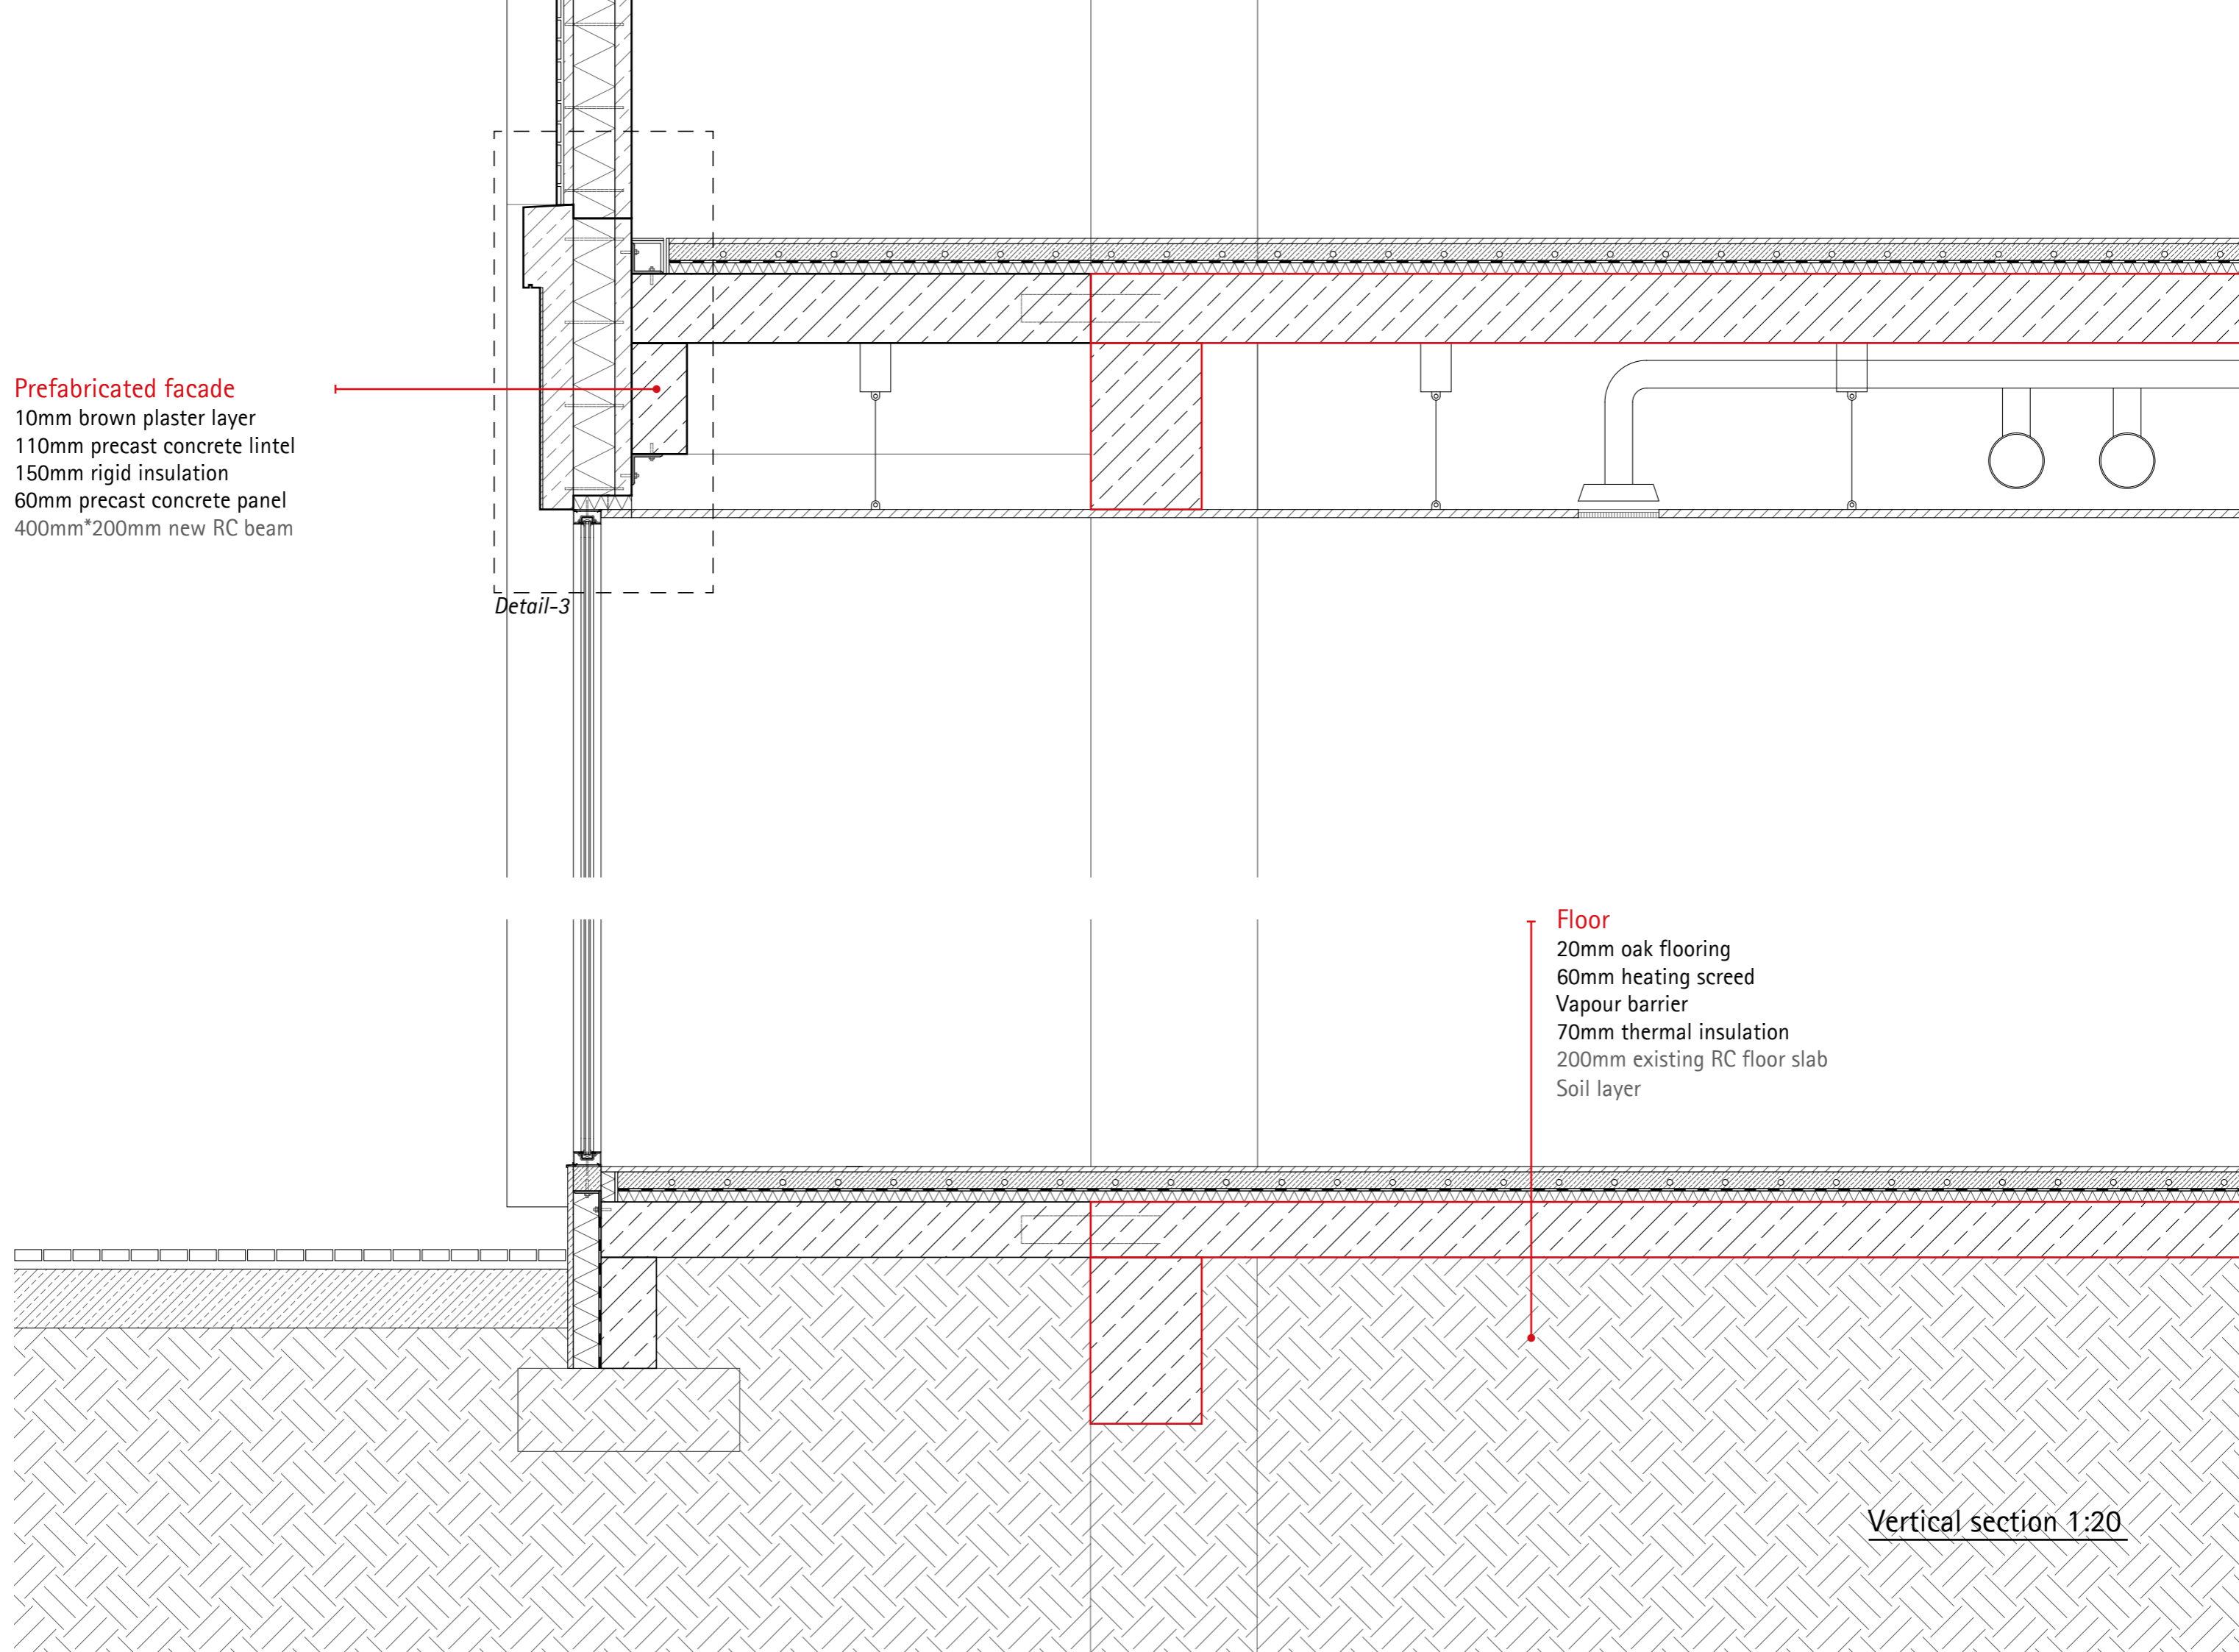 Prefabricated facade
10mm brown plaster layer
110mm precast concrete lintel
150mm rigid insulation
60mm precast concrete panel
400mm*200mm new RC beam
Detail-3
Floor
20mm oak flooring
60mm heating screed
Vapour barrier
70mm thermal insulation
200mm existing RC floor slab
Soil layer
Vertical section 1:20